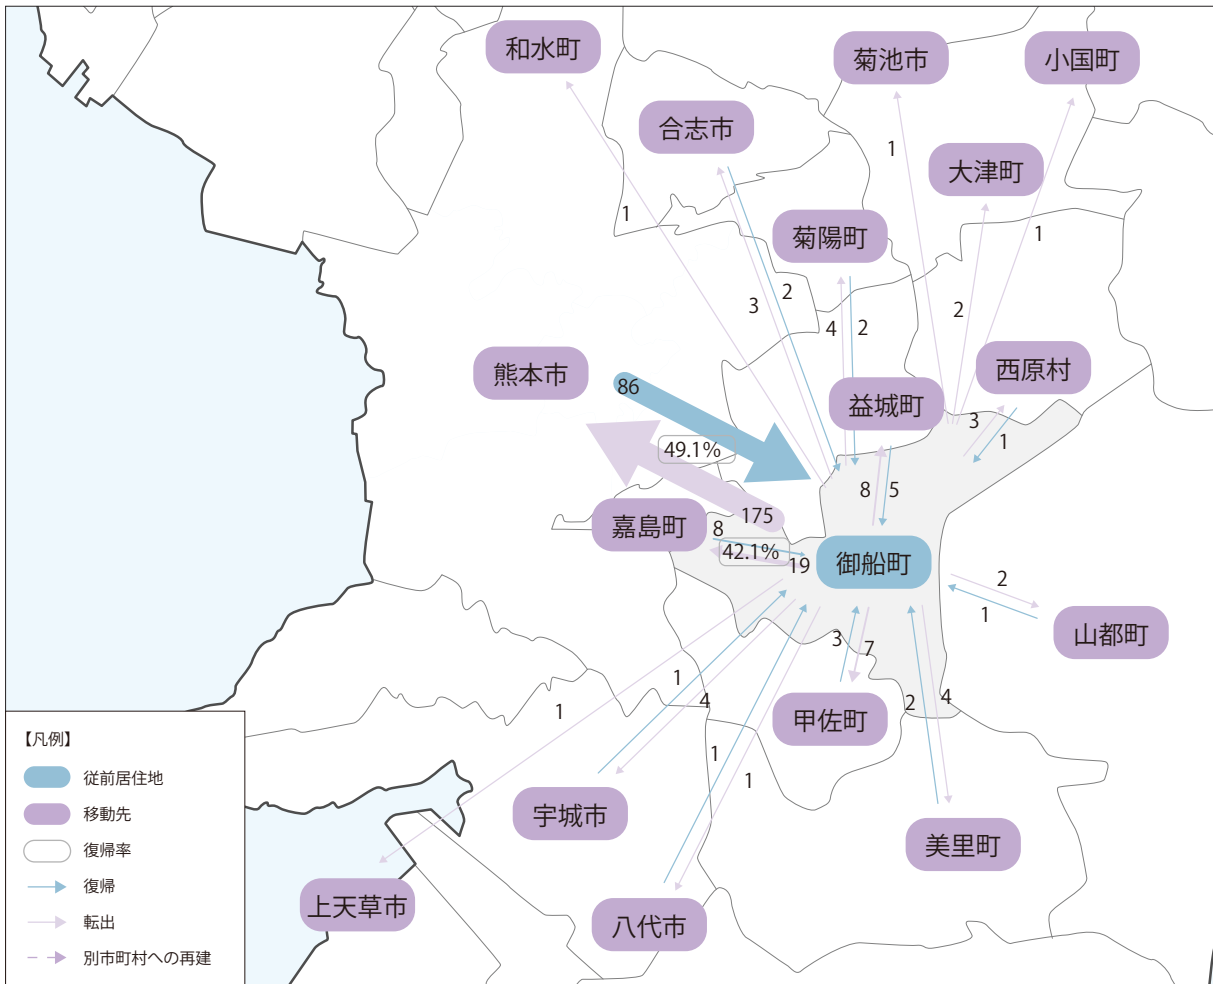 和水町
菊池市
小国町
合志市
大津町
1
菊陽町
1
1
2
3
2
4
2
西原村
熊本市
86
益城町
3
1
49.1%
8
5
175
嘉島町
8
42.1%
19
御船町
2
1
山都町
3
7
1
4
2
4
1
甲佐町
1
1
宇城市
美里町
上天草市
八代市
【凡例】
従前居住地
移動先
復帰率
復帰
転出
別市町村への再建